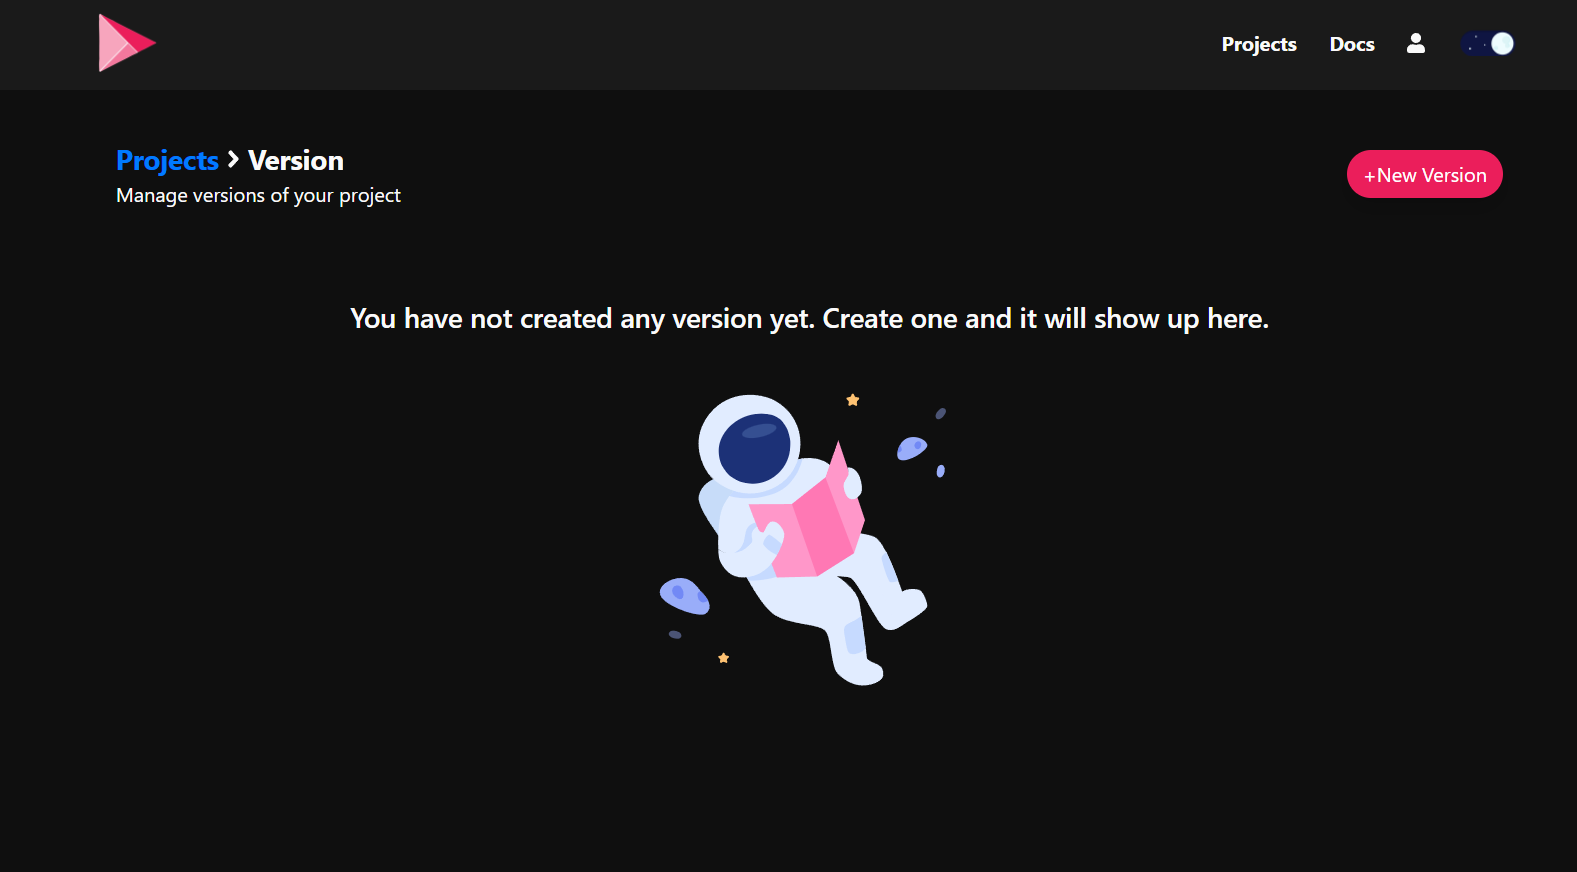 Projects Docs
Projects > Version
Manage versions of your project
+New Version
You have not created any version yet. Create one and it will show up here.